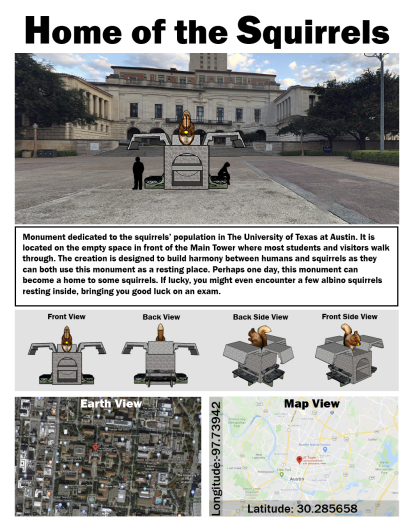 Home of the Squirrels
Monument dedicated to the squirrels' population in The University of Texas at Austin. It is
located on the empty space in front of the Main Tower where most students and visitors walk
through. The creation is designed to build harmony between humans and squirrels as they
can both use this monument as a resting place. Perhaps one day, this monument can
become a home to some squirrels. If lucky, you might even encounter a few albino squirrels
resting inside, bringing you good luck on an exam.
Front View
Back View
Back Side View
Front Side View
Earth View
Longitude:-97.73942
Map View
Austin
Latitude: 30.285658